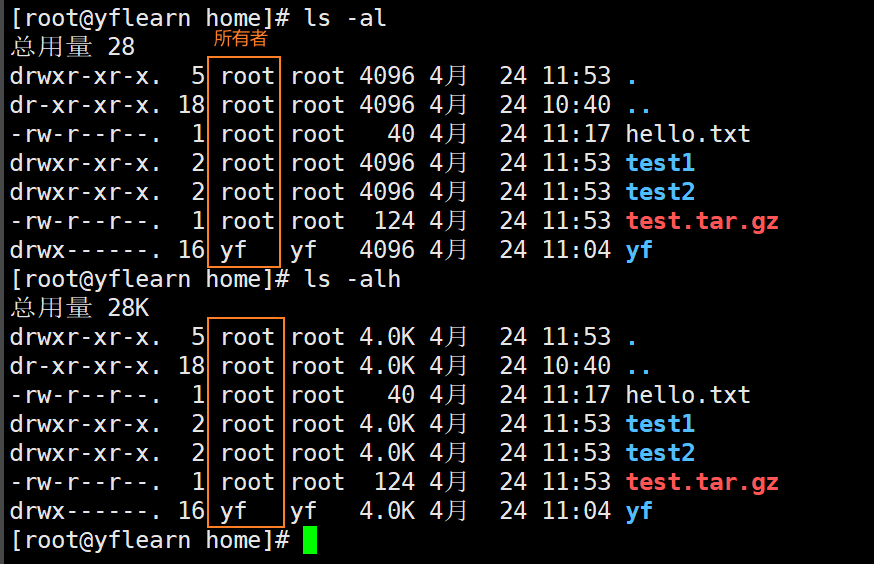 [root@yflearn home]# ls -al
总用量 28 所有者
drwxr-xr-x.  5 root root 4096 4月  24 11:53 .
dr-xr-xr-x. 18 root root 4096 4月  24 10:40 ..
-rw-r--r--.  1 root root   40 4月  24 11:17 hello.txt
drwxr-xr-x.  2 root root 4096 4月  24 11:53 test1
drwxr-xr-x.  2 root root 4096 4月  24 11:53 test2
-rw-r--r--.  1 root root  124 4月  24 11:53 test.tar.gz
drwx------. 16 yf   yf   4096 4月  24 11:04 yf
[root@yflearn home]# ls -alh
总用量 28K
drwxr-xr-x.  5 root root 4.0K 4月  24 11:53 .
dr-xr-xr-x. 18 root root 4.0K 4月  24 10:40 ..
-rw-r--r--.  1 root root   40 4月  24 11:17 hello.txt
drwxr-xr-x.  2 root root 4.0K 4月  24 11:53 test1
drwxr-xr-x.  2 root root 4.0K 4月  24 11:53 test2
-rw-r--r--.  1 root root  124 4月  24 11:53 test.tar.gz
drwx------. 16 yf   yf   4.0K 4月  24 11:04 yf
[root@yflearn home]#